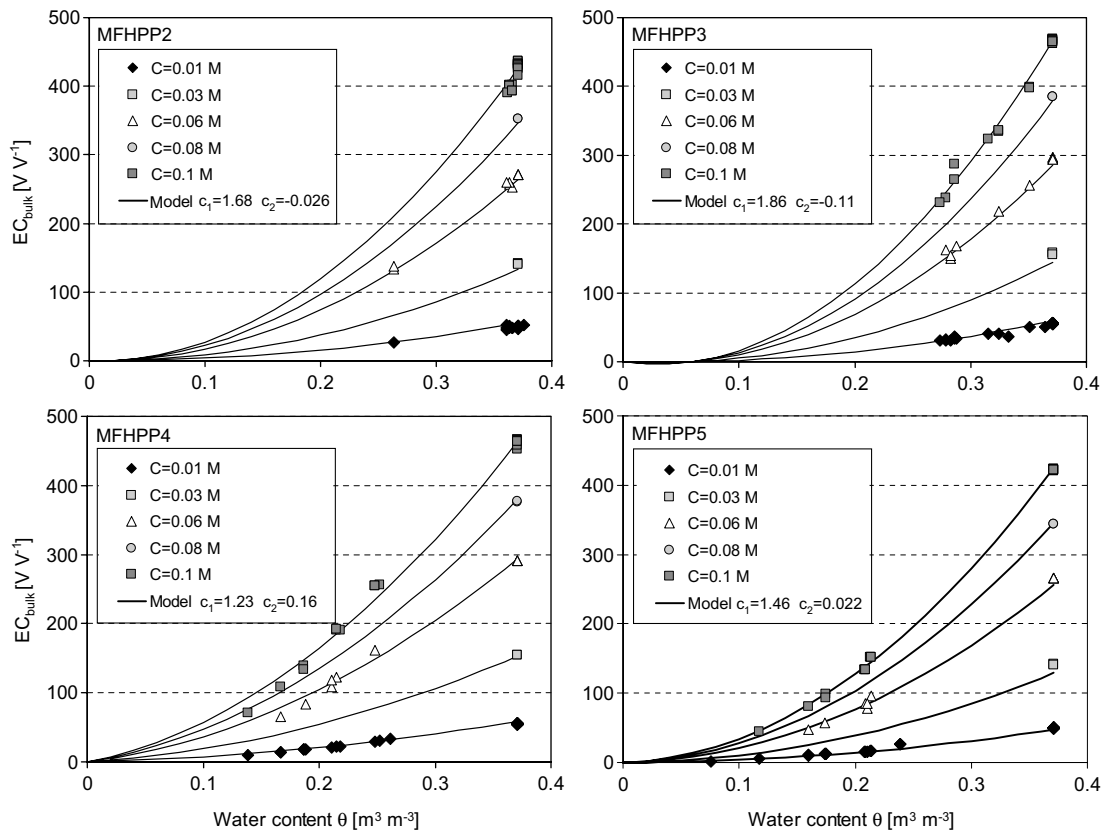 MFHPP2
C=0.01 M
C=0.03 M
C=0.06 M
C=0.08 M
C=0.1 M
Model c₁=1.68 c₂=-0.026
EC_bulk [V V⁻¹]
500
400
300
200
100
0
0 0.1 0.2 0.3 0.4
MFHPP3
C=0.01 M
C=0.03 M
C=0.06 M
C=0.08 M
C=0.1 M
Model c₁=1.86 c₂=-0.11
500
400
300
200
100
0
0 0.1 0.2 0.3 0.4
MFHPP4
C=0.01 M
C=0.03 M
C=0.06 M
C=0.08 M
C=0.1 M
Model c₁=1.23 c₂=0.16
EC_bulk [V V⁻¹]
500
400
300
200
100
0
0 0.1 0.2 0.3 0.4
Water content θ [m³ m⁻³]
MFHPP5
C=0.01 M
C=0.03 M
C=0.06 M
C=0.08 M
C=0.1 M
Model c₁=1.46 c₂=0.022
500
400
300
200
100
0
0 0.1 0.2 0.3 0.4
Water content θ [m³ m⁻³]